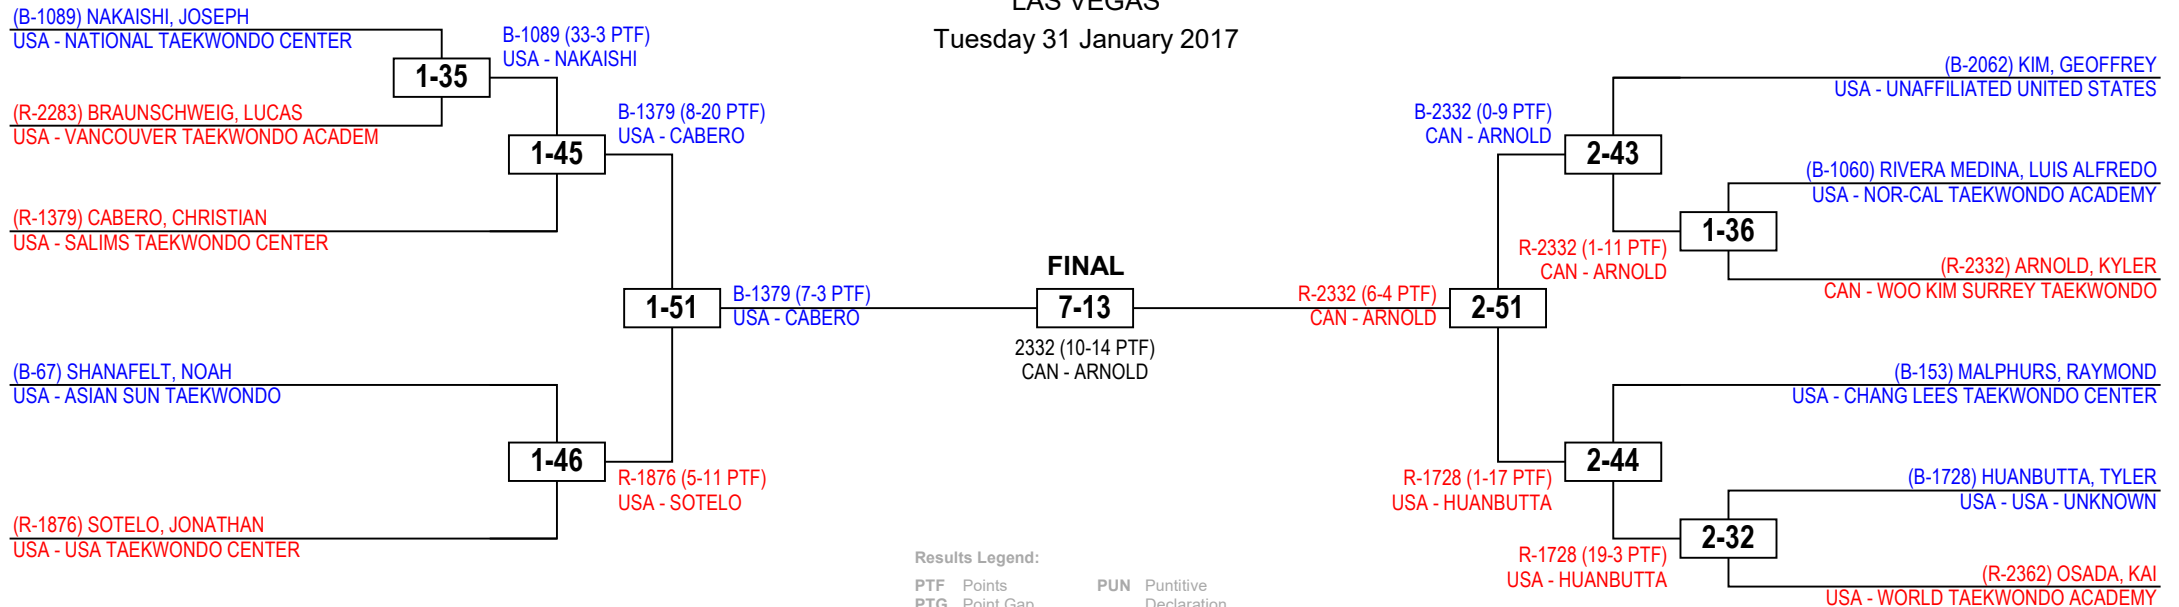 LAS VEGAS
Tuesday 31 January 2017
(B-1089) NAKAISHI, JOSEPH
USA - NATIONAL TAEKWONDO CENTER
B-1089 (33-3 PTF)
USA - NAKAISHI
1-35
(R-2283) BRAUNSCHWEIG, LUCAS
USA - VANCOUVER TAEKWONDO ACADEM
B-1379 (8-20 PTF)
USA - CABERO
1-45
(R-1379) CABERO, CHRISTIAN
USA - SALIMS TAEKWONDO CENTER
1-51
B-1379 (7-3 PTF)
USA - CABERO
(B-67) SHANAFELT, NOAH
USA - ASIAN SUN TAEKWONDO
1-46
R-1876 (5-11 PTF)
USA - SOTELO
(R-1876) SOTELO, JONATHAN
USA - USA TAEKWONDO CENTER
FINAL
7-13
2332 (10-14 PTF)
CAN - ARNOLD
(B-2062) KIM, GEOFFREY
USA - UNAFFILIATED UNITED STATES
B-2332 (0-9 PTF)
CAN - ARNOLD
2-43
(B-1060) RIVERA MEDINA, LUIS ALFREDO
USA - NOR-CAL TAEKWONDO ACADEMY
1-36
R-2332 (1-11 PTF)
CAN - ARNOLD
(R-2332) ARNOLD, KYLER
CAN - WOO KIM SURREY TAEKWONDO
R-2332 (6-4 PTF)
CAN - ARNOLD
2-51
(B-153) MALPHURS, RAYMOND
USA - CHANG LEES TAEKWONDO CENTER
2-44
R-1728 (1-17 PTF)
USA - HUANBUTTA
(B-1728) HUANBUTTA, TYLER
USA - USA - UNKNOWN
2-32
R-1728 (19-3 PTF)
USA - HUANBUTTA
(R-2362) OSADA, KAI
USA - WORLD TAEKWONDO ACADEMY
Results Legend:
PTF Points PUN Puntitive
PTG Point Gap Declaration